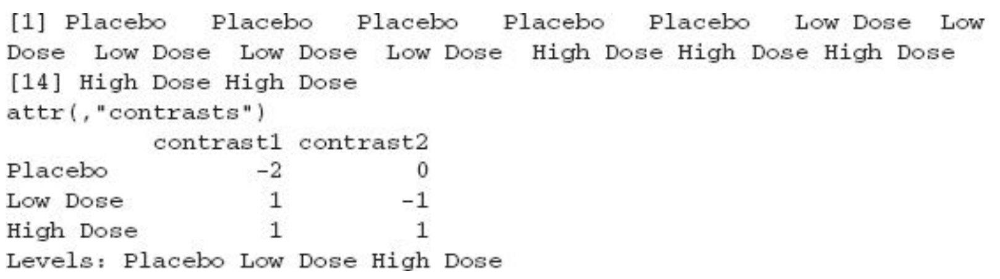 [1] Placebo   Placebo   Placebo   Placebo   Placebo   Low Dose  Low
Dose  Low Dose  Low Dose  Low Dose  High Dose High Dose High Dose
[14] High Dose High Dose
attr(,"contrasts")
          contrast1 contrast2
Placebo          -2         0
Low Dose          1        -1
High Dose         1         1
Levels: Placebo Low Dose High Dose